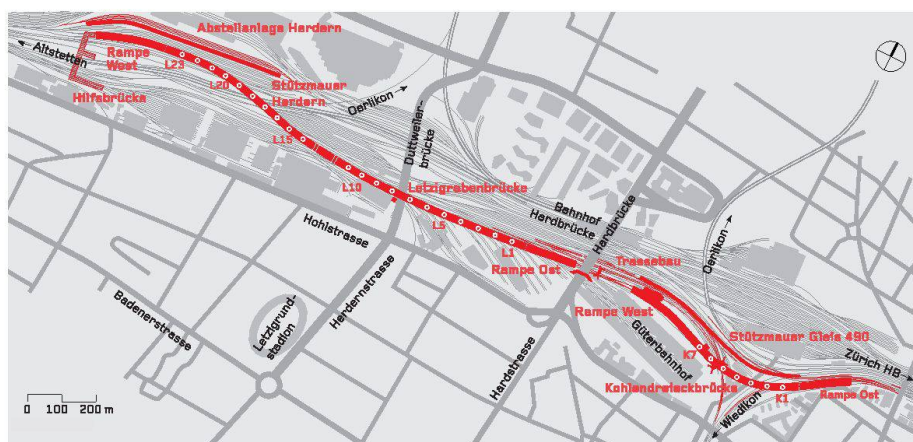 Abstellanlage Herdern
Altstetten
Rampe
West
L23
L20
Hilfsbrücke
Stützmauer
Herdern
Oerlikon
L15
Duttweiler-
brücke
L10
Letzigrabenbrücke
Hohlstrasse
L5
L1
Bahnhof
Hardbrücke
Hardbrücke
Rampe Ost
Trassebau
Oerlikon
Rampe West
Badenerstrasse
Letzigrund-
stadion
Herdernstrasse
Hardstrasse
Güterbahnhof
Stützmauer Gleis 490
K7
Zürich HB
Kohlendreieckbrücke
K1
Rampe Ost
Wiedikon
0 100 200 m